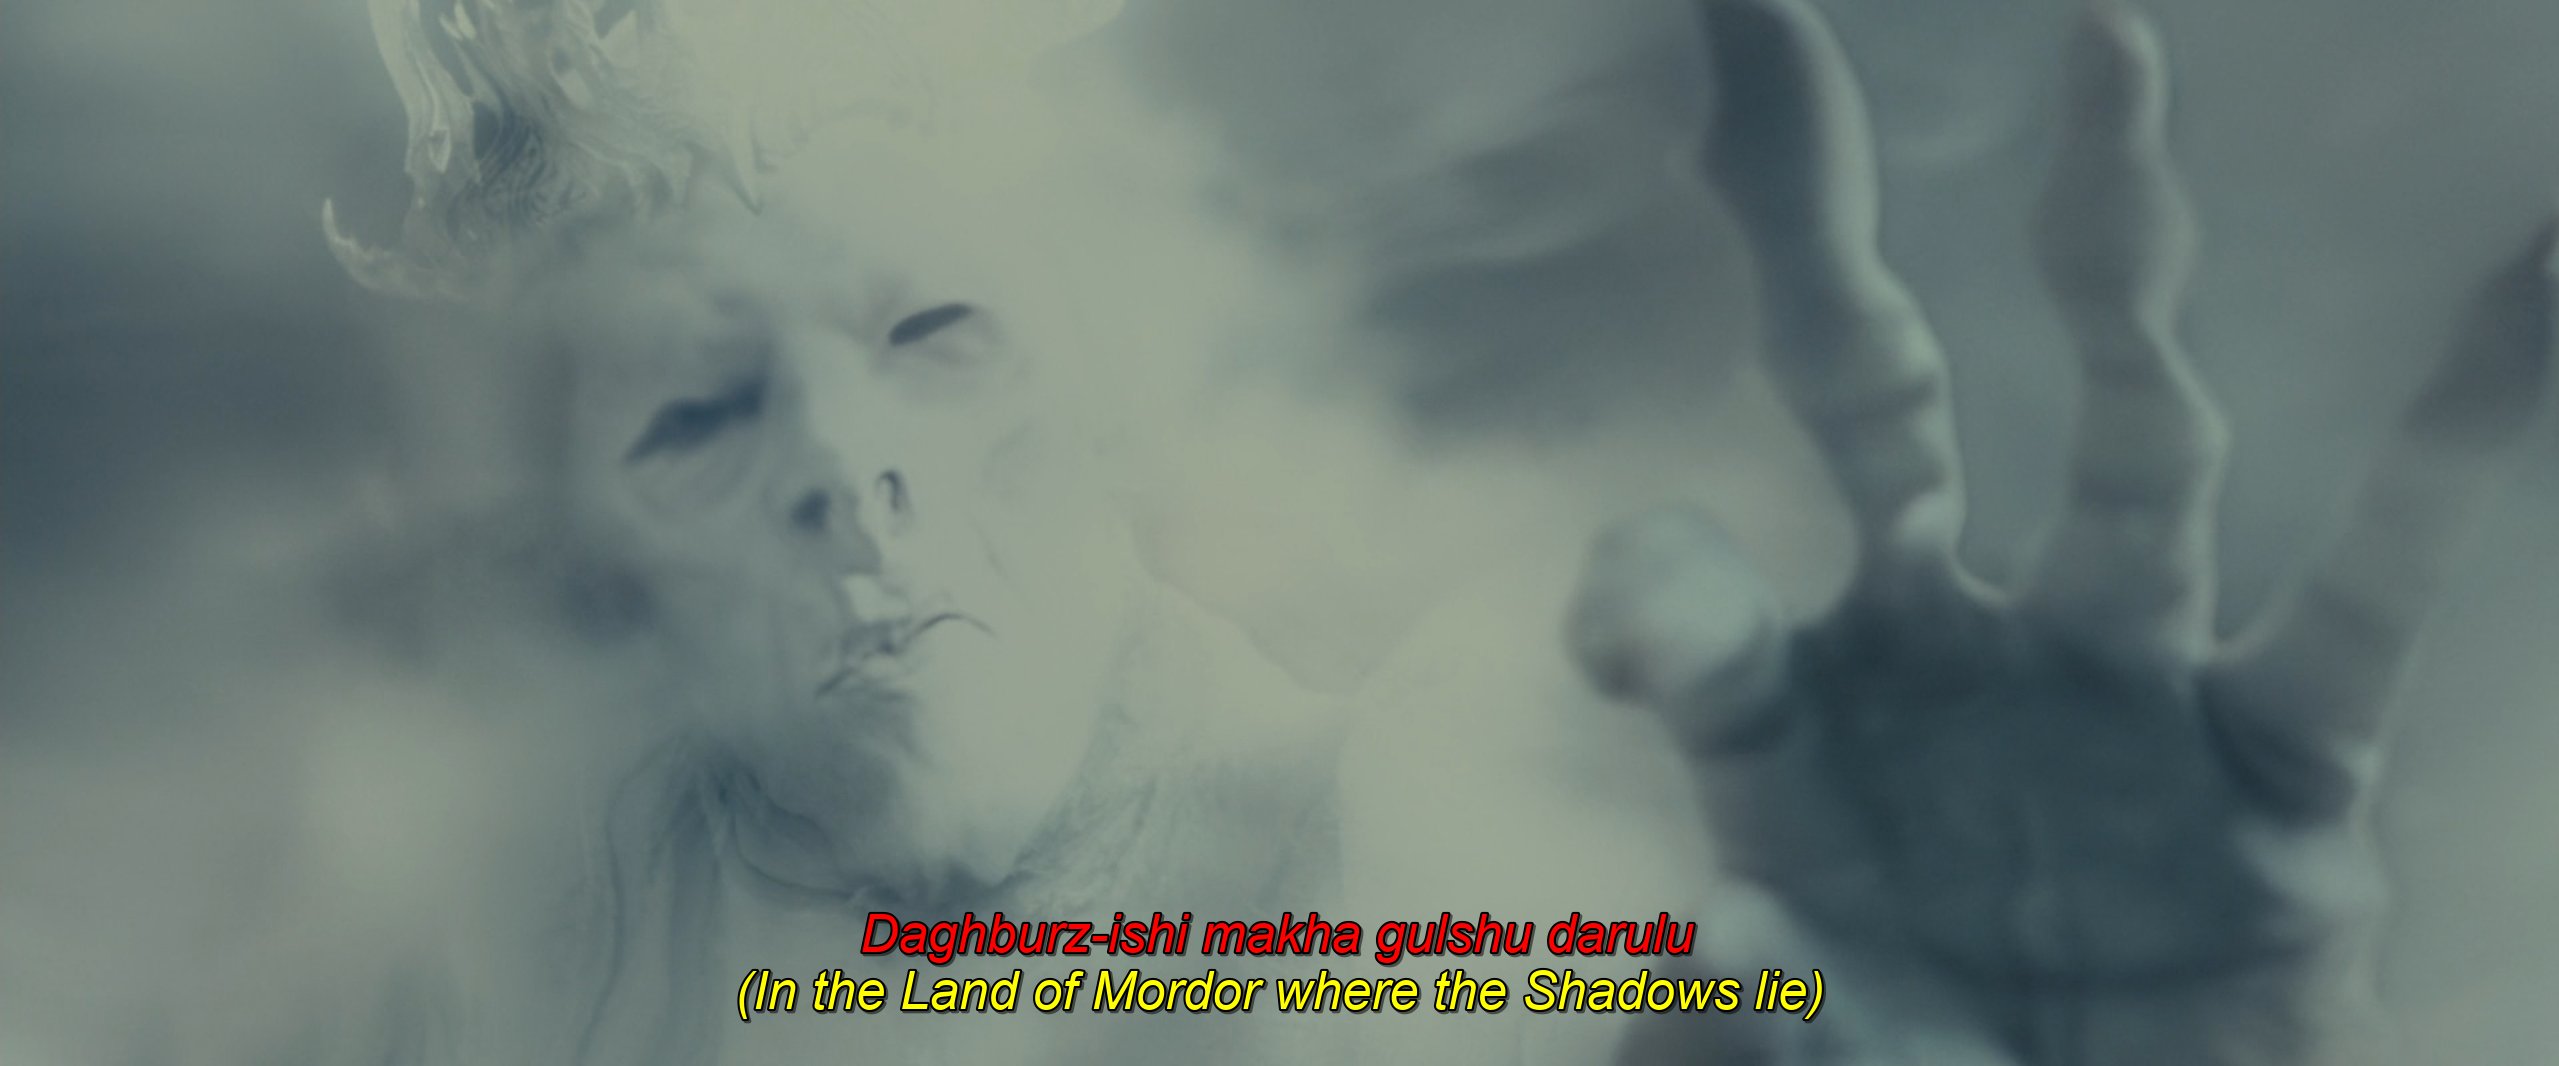 Daghburz-ishi makha gulshu darulu
(In the Land of Mordor where the Shadows lie)